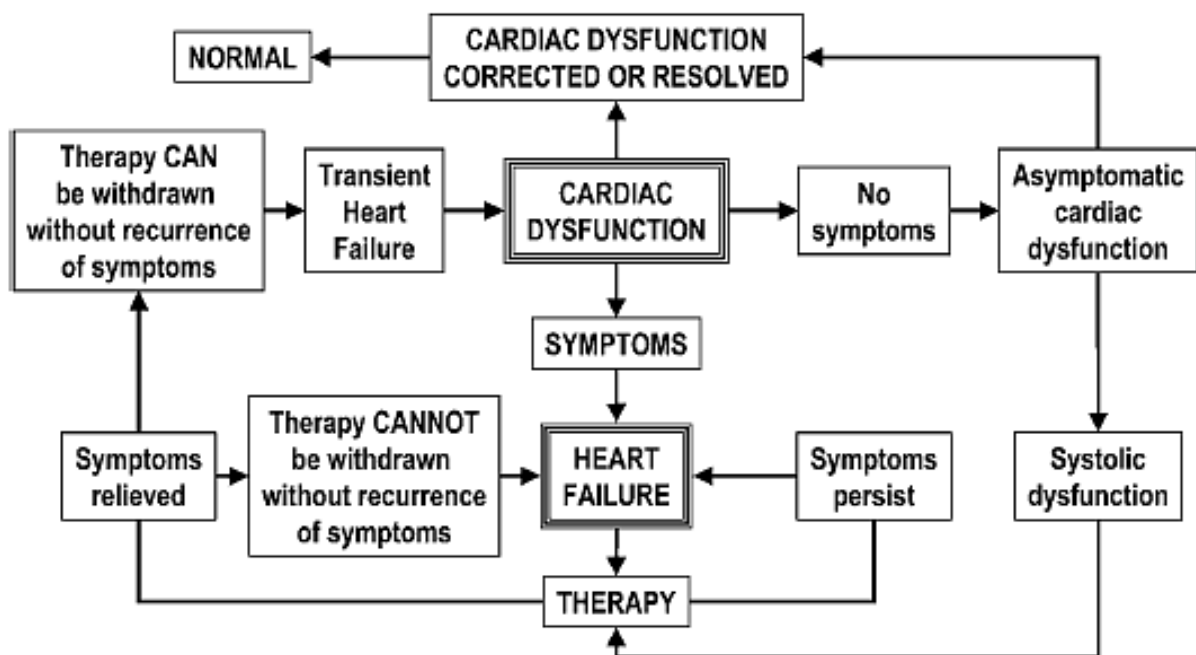 NORMAL
CARDIAC DYSFUNCTION
CORRECTED OR RESOLVED
Therapy CAN
be withdrawn
without recurrence
of symptoms
Transient
Heart
Failure
CARDIAC
DYSFUNCTION
No
symptoms
Asymptomatic
cardiac
dysfunction
SYMPTOMS
Symptoms
relieved
Therapy CANNOT
be withdrawn
without recurrence
of symptoms
HEART
FAILURE
Symptoms
persist
Systolic
dysfunction
THERAPY